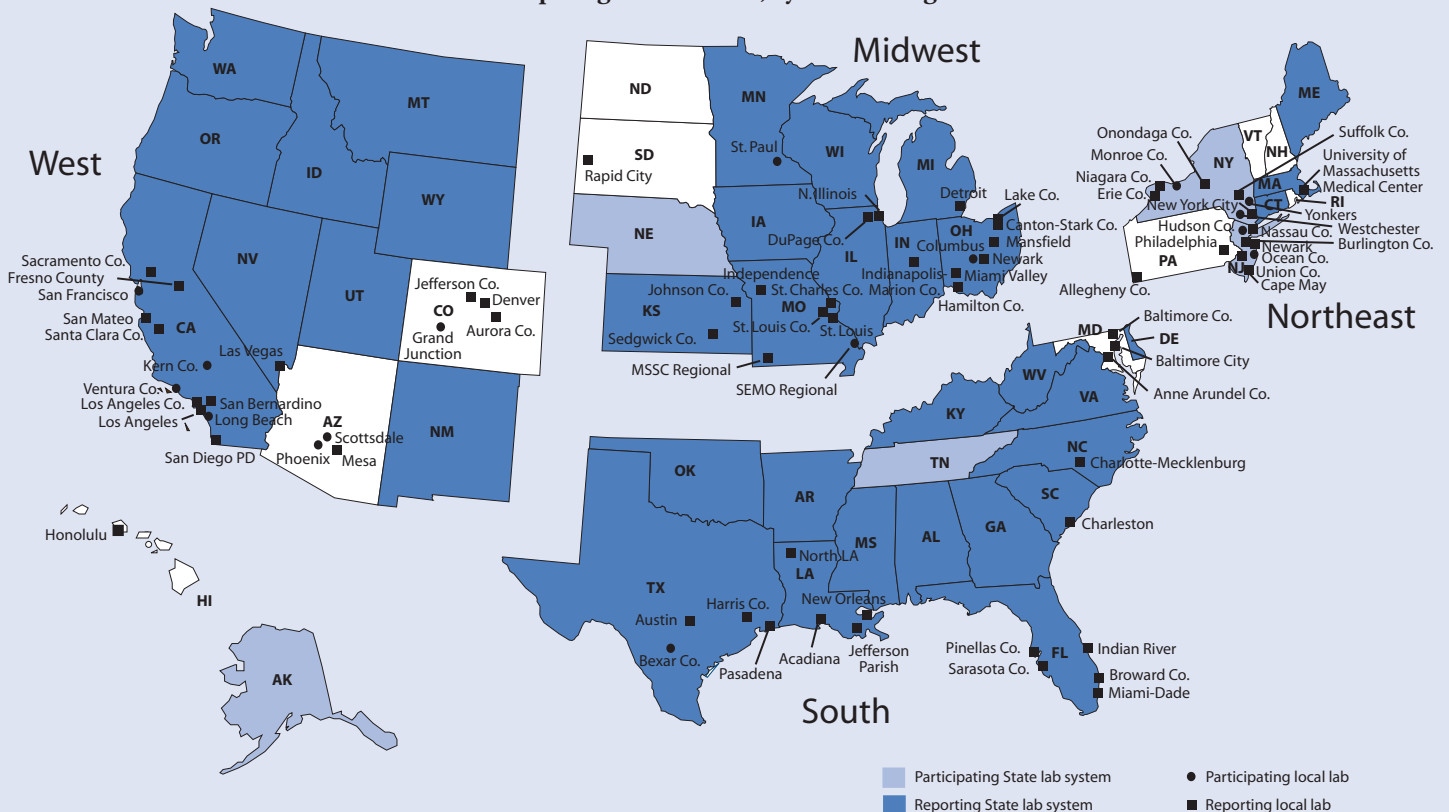 Midwest
West
Northeast
South
WA
MT
OR
ID
WY
NV
UT
CA
Sacramento Co.
Fresno County
San Francisco
San Mateo
Santa Clara Co.
Kern Co.
Las Vegas
Ventura Co.
Los Angeles Co.
Los Angeles
San Bernardino
Long Beach
San Diego PD
Jefferson Co.
Denver
CO
Aurora Co.
Grand
Junction
AZ
Scottsdale
Phoenix
Mesa
NM
Honolulu
HI
AK
ND
MN
SD
Rapid City
St. Paul
WI
MI
NE
IA
N. Illinois
Detroit
Lake Co.
DuPage Co.
Canton-Stark Co.
OH
Mansfield
IL
IN
Columbus
Newark
Independence
Indianapolis-
Marion Co.
Miami Valley
Johnson Co.
St. Charles Co.
Hamilton Co.
KS
MO
Sedgwick Co.
St. Louis Co.
St. Louis
MSSC Regional
SEMO Regional
ME
Onondaga Co.
VT
Suffolk Co.
Monroe Co.
NY
NH
University of
Massachusetts
Medical Center
Niagara Co.
Erie Co.
MA
New York City
CT
RI
Yonkers
Westchester
Hudson Co.
Nassau Co.
Burlington Co.
Philadelphia
Newark
PA
Ocean Co.
NJ
Union Co.
Cape May
Allegheny Co.
MD
Baltimore Co.
DE
Baltimore City
Anne Arundel Co.
WV
VA
KY
TN
NC
Charlotte-Mecklenburg
OK
AR
SC
Charleston
MS
AL
GA
North LA
LA
TX
Harris Co.
New Orleans
Austin
Bexar Co.
Pasadena
Acadiana
Jefferson
Parish
Pinellas Co.
FL
Indian River
Sarasota Co.
Broward Co.
Miami-Dade
Participating State lab system
Participating local lab
Reporting State lab system
Reporting local lab